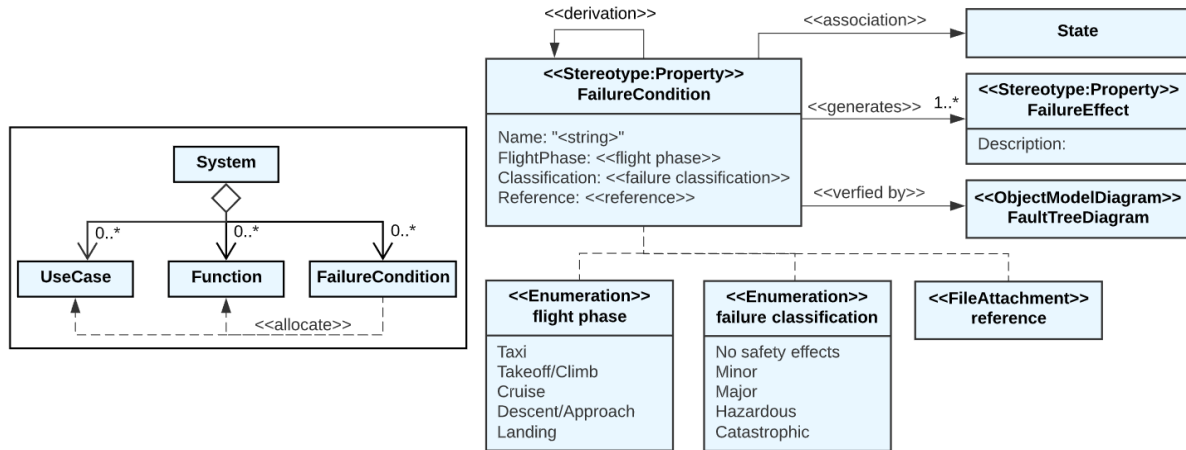 System
0..*
0..*
0..*
UseCase
Function
FailureCondition
<<allocate>>
<<derivation>>
<<Stereotype:Property>>
FailureCondition
Name: "<string>"
FlightPhase: <<flight phase>>
Classification: <<failure classification>>
Reference: <<reference>>
<<association>>
State
<<generates>>
1..*
<<Stereotype:Property>>
FailureEffect
Description:
<<verfied by>>
<<ObjectModelDiagram>>
FaultTreeDiagram
<<Enumeration>>
flight phase
Taxi
Takeoff/Climb
Cruise
Descent/Approach
Landing
<<Enumeration>>
failure classification
No safety effects
Minor
Major
Hazardous
Catastrophic
<<FileAttachment>>
reference